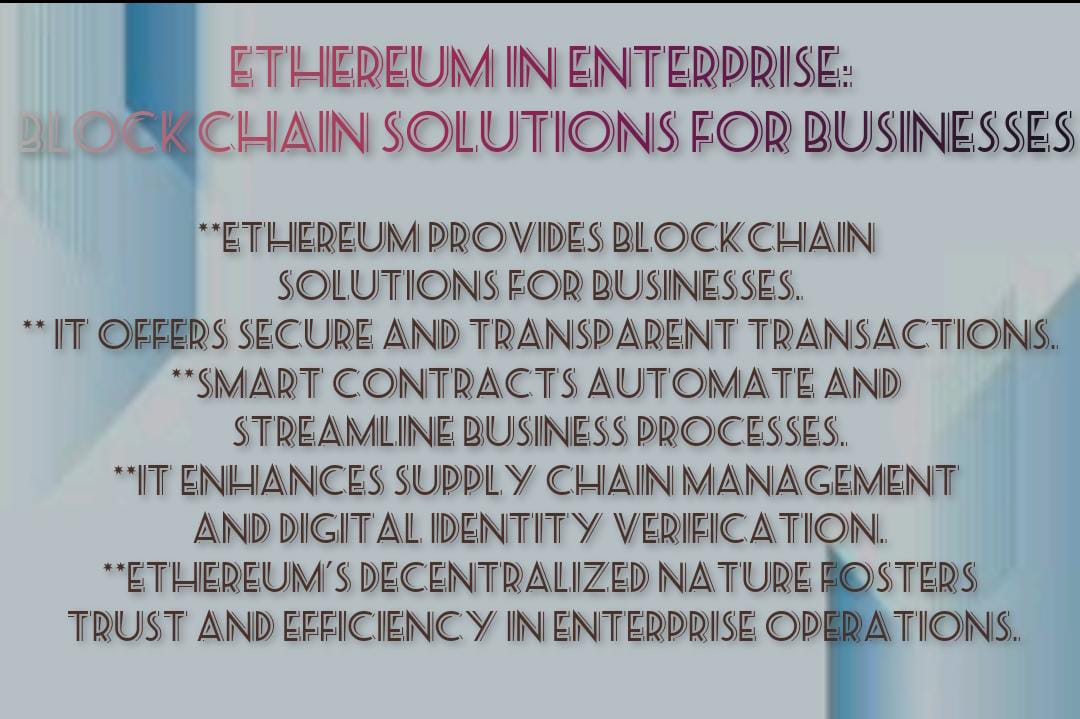 ETHEREUM IN ENTERPRISE:
BLOCKCHAIN SOLUTIONS FOR BUSINESSES
**ETHEREUM PROVIDES BLOCKCHAIN
SOLUTIONS FOR BUSINESSES.
** IT OFFERS SECURE AND TRANSPARENT TRANSACTIONS.
**SMART CONTRACTS AUTOMATE AND
STREAMLINE BUSINESS PROCESSES.
**IT ENHANCES SUPPLY CHAIN MANAGEMENT
AND DIGITAL IDENTITY VERIFICATION.
**ETHEREUM'S DECENTRALIZED NATURE FOSTERS
TRUST AND EFFICIENCY IN ENTERPRISE OPERATIONS.